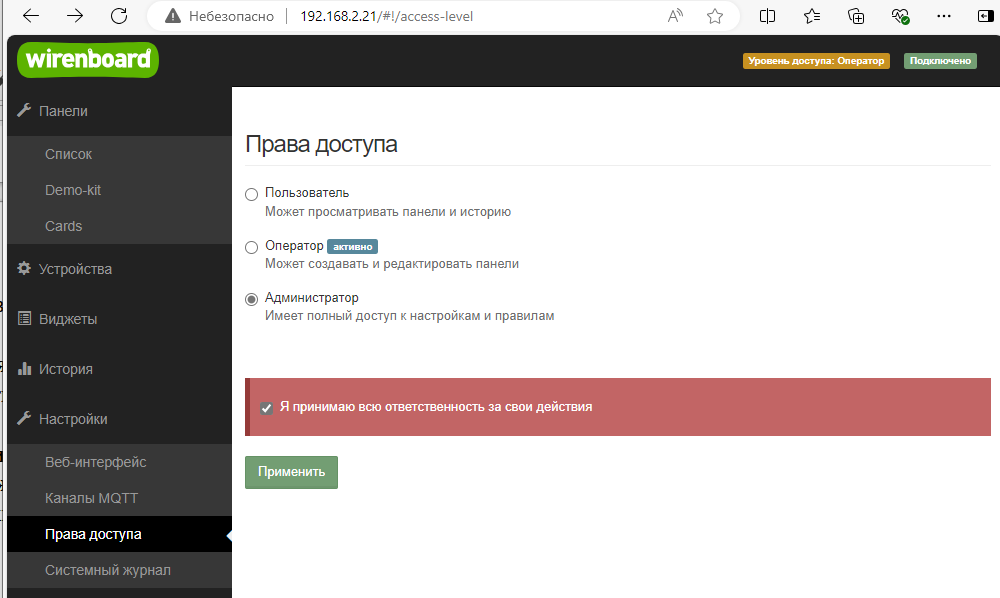 Небезопасно
192.168.2.21/#!/access-level
wirenboard
Уровень доступа: Оператор
Подключено
Панели
Список
Demo-kit
Cards
Устройства
Виджеты
История
Настройки
Веб-интерфейс
Каналы MQTT
Права доступа
Системный журнал
Права доступа
Пользователь
Может просматривать панели и историю
Оператор активно
Может создавать и редактировать панели
Администратор
Имеет полный доступ к настройкам и правилам
Я принимаю всю ответственность за свои действия
Применить